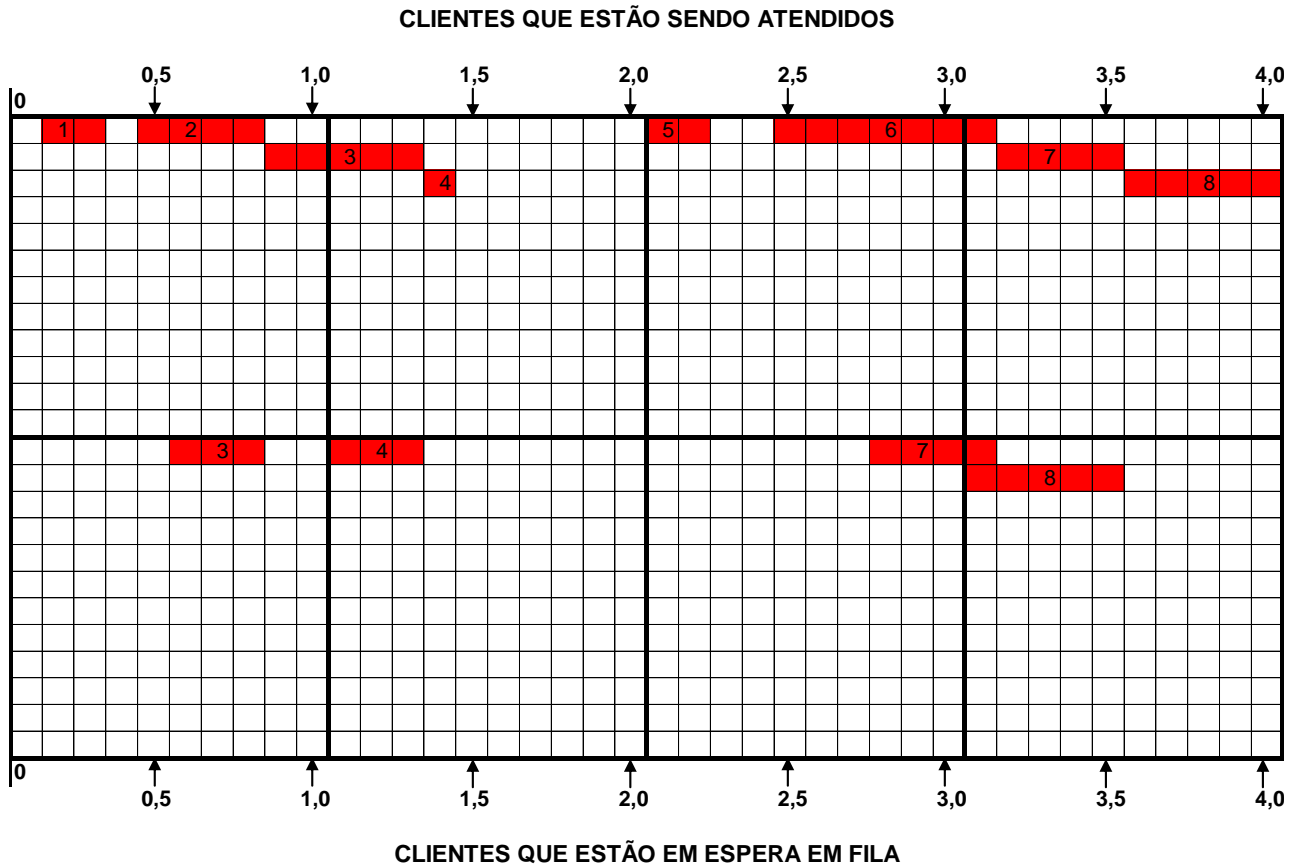 CLIENTES QUE ESTÃO SENDO ATENDIDOS
0,5 1,0 1,5 2,0 2,5 3,0 3,5 4,0
0
1 2 5 6
3 7
4 8
3 4 7
8
0
0,5 1,0 1,5 2,0 2,5 3,0 3,5 4,0
CLIENTES QUE ESTÃO EM ESPERA EM FILA